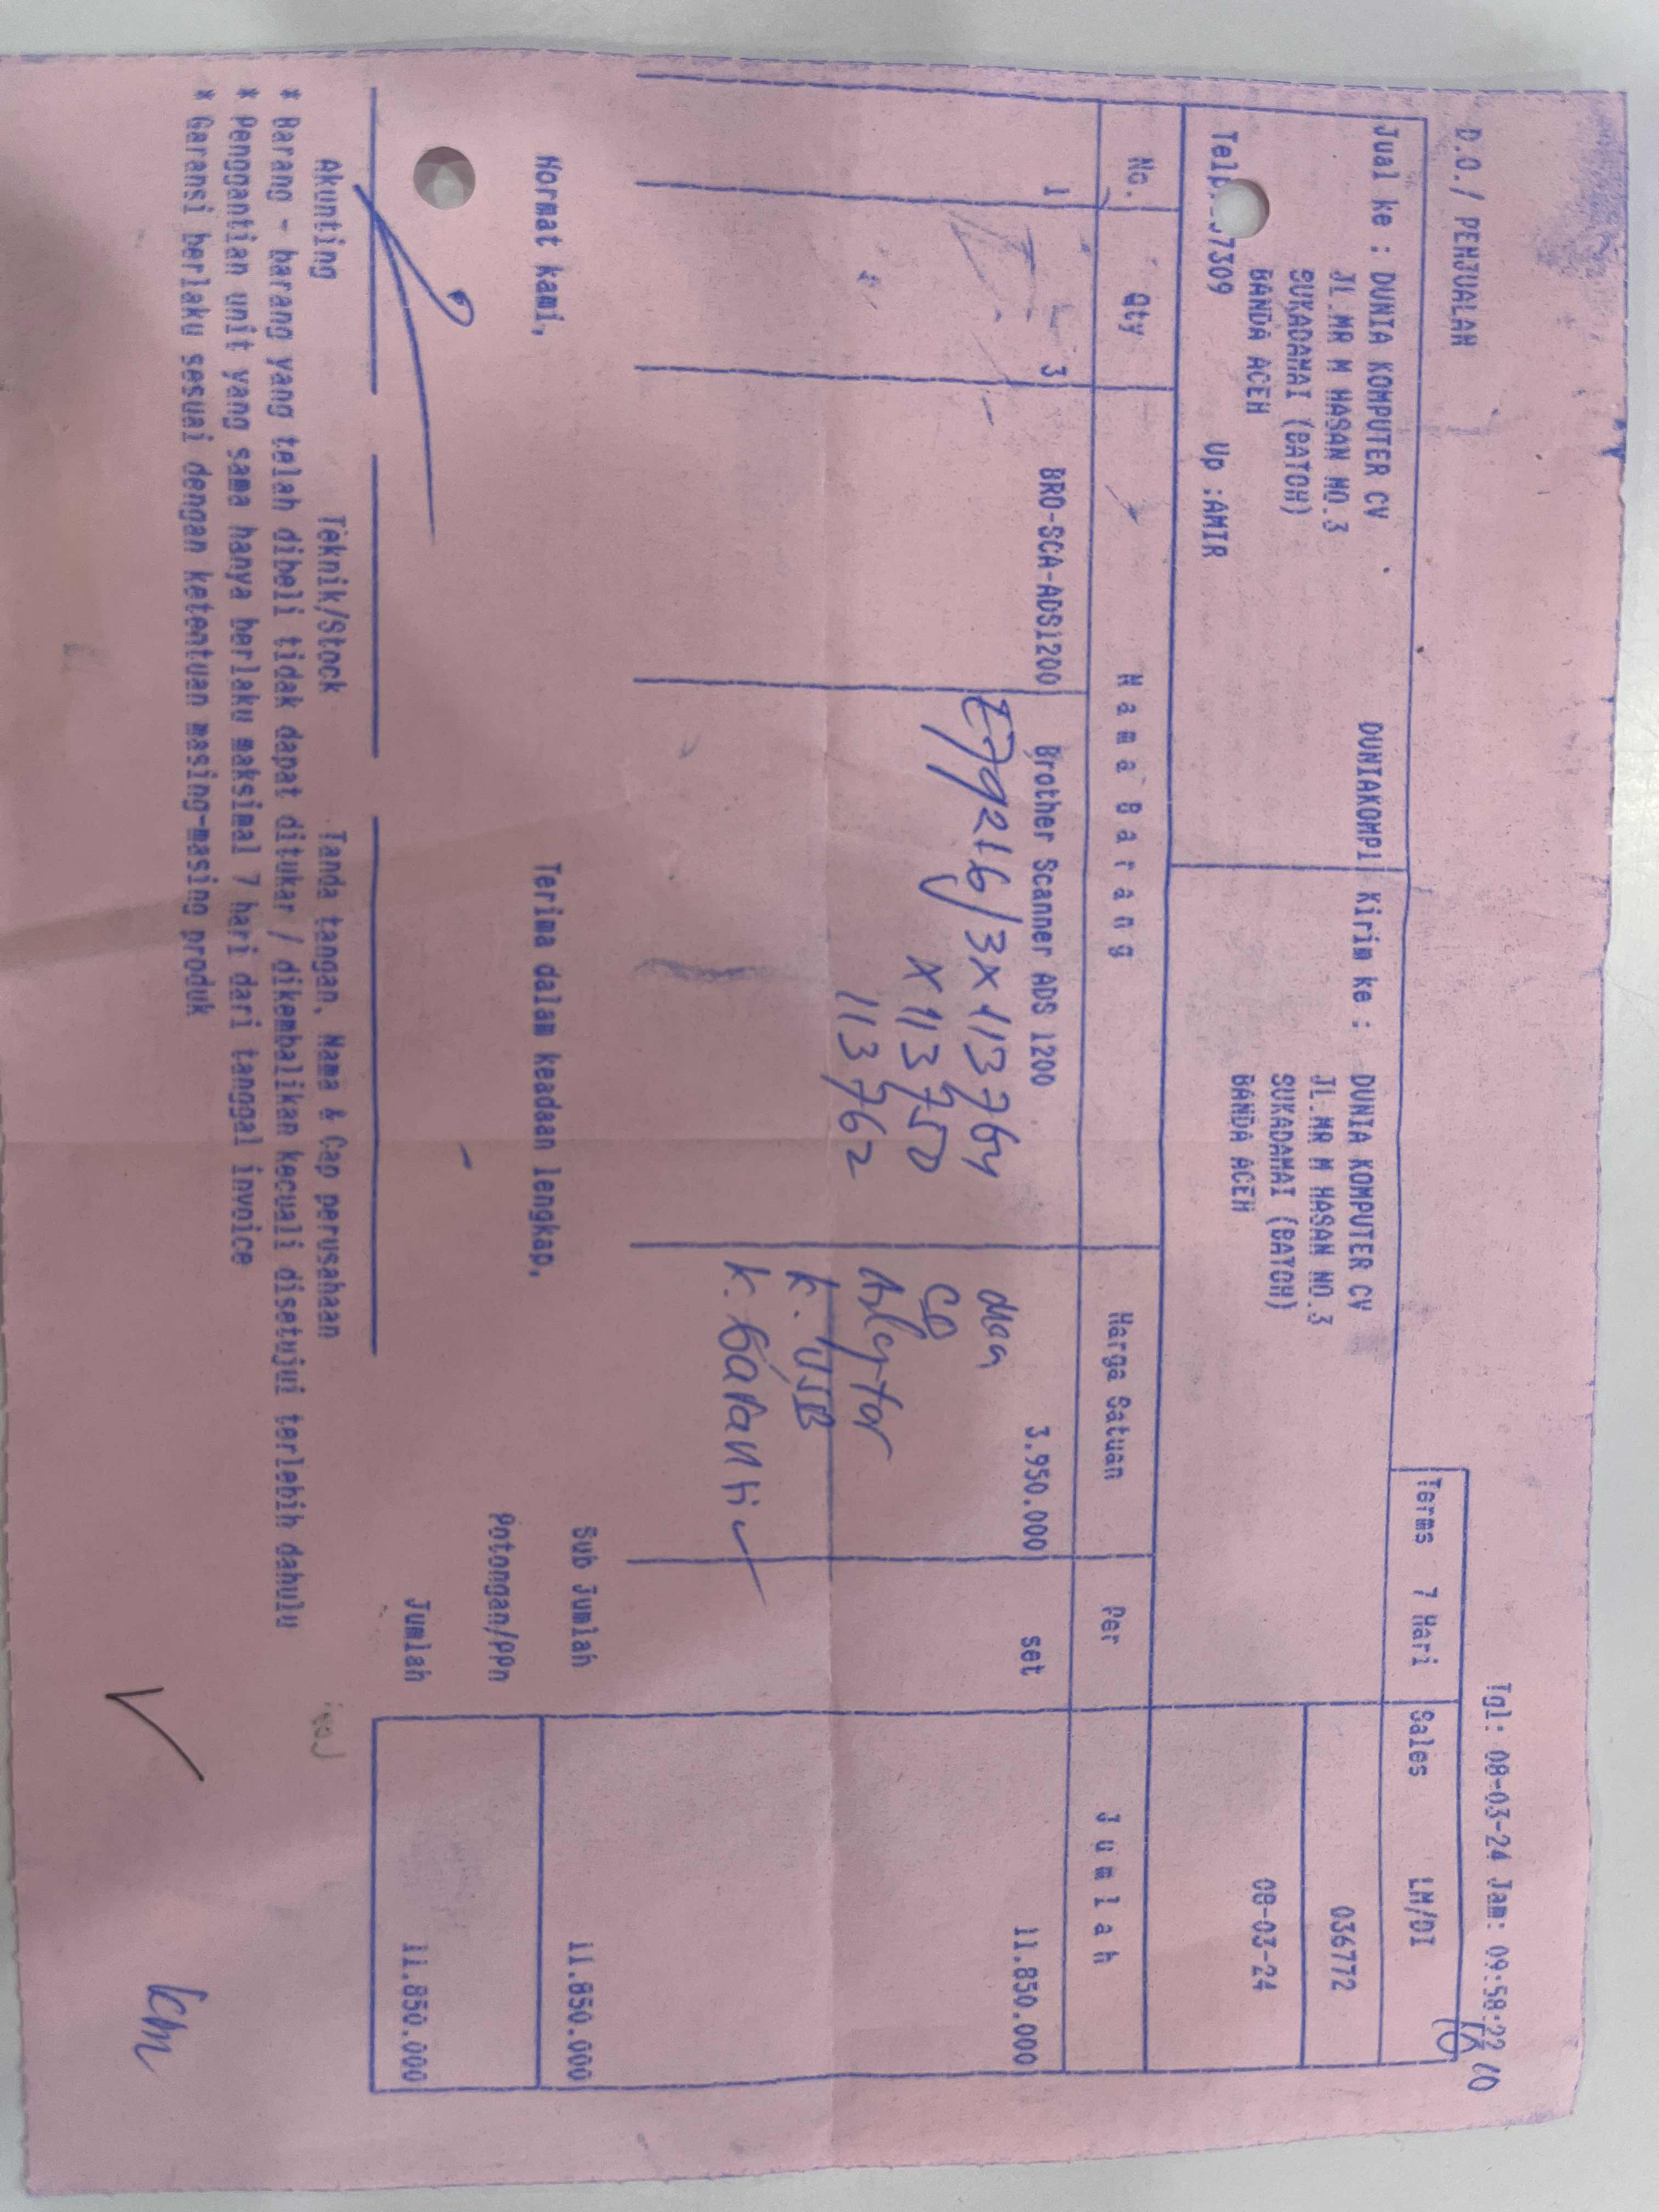 Tgl: 08-03-24 Jam: 09:58:22
D.O./ PENJUALAN
Terms 7 Hari Sales LM/DI
Jual ke : DUNIA KOMPUTER CV DUNIAKOMP1 Kirim ke : DUNIA KOMPUTER CV 036772
JL.MR M HASAN NO.3 JL.MR M HASAN NO.3
SUKADAMAI (BATOH) SUKADAMAI (BATOH) 08-03-24
BANDA ACEH BANDA ACEH
7309 Up :AMIR
No. Qty Nama Barang Harga Satuan Per Jumlah
1 3 BRO-SCA-ADS1200 Brother Scanner ADS 1200 3.950.000 set 11.850.000
113764
X 113750 CD
113762 Adaptor
K. USB
K. Garansi
Sub Jumlah 11.850.000
Hormat kami, Terima dalam keadaan lengkap,
Potongan/PPn
Jumlah 11.850.000
Akunting Teknik/Stock Tanda tangan, Nama & Cap perusahaan
* Barang - barang yang telah dibeli tidak dapat ditukar / dikembalikan kecuali disetujui terlebih dahulu
* Penggantian unit yang sama hanya berlaku maksimal 7 hari dari tanggal invoice
* Garansi berlaku sesuai dengan ketentuan masing-masing produk